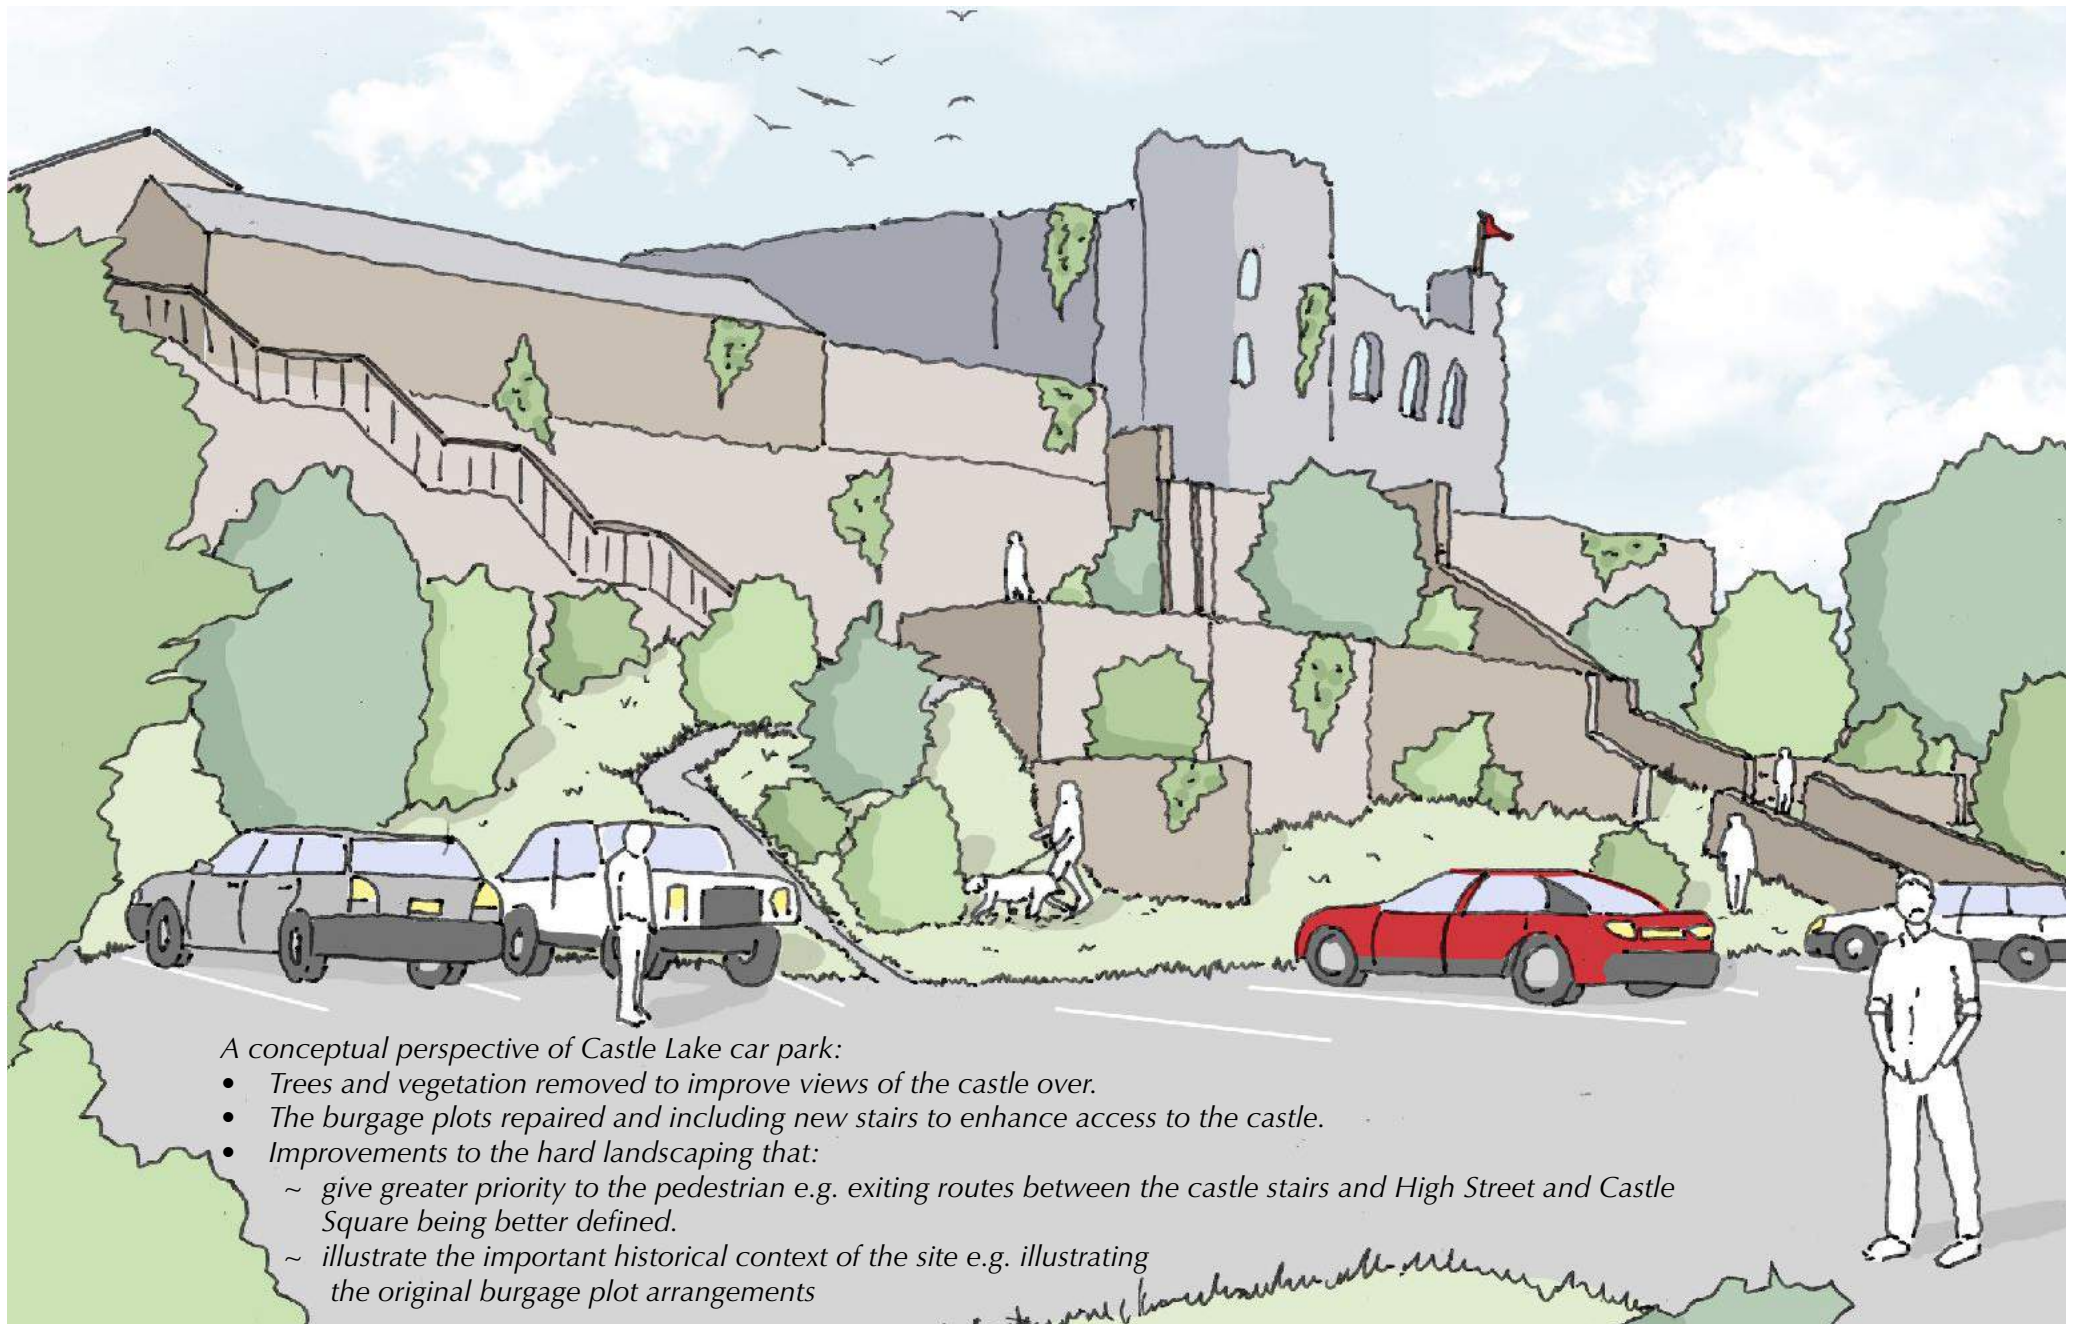 A conceptual perspective of Castle Lake car park:
• Trees and vegetation removed to improve views of the castle over.
• The burgage plots repaired and including new stairs to enhance access to the castle.
• Improvements to the hard landscaping that:
~ give greater priority to the pedestrian e.g. exiting routes between the castle stairs and High Street and Castle
Square being better defined.
~ illustrate the important historical context of the site e.g. illustrating
the original burgage plot arrangements